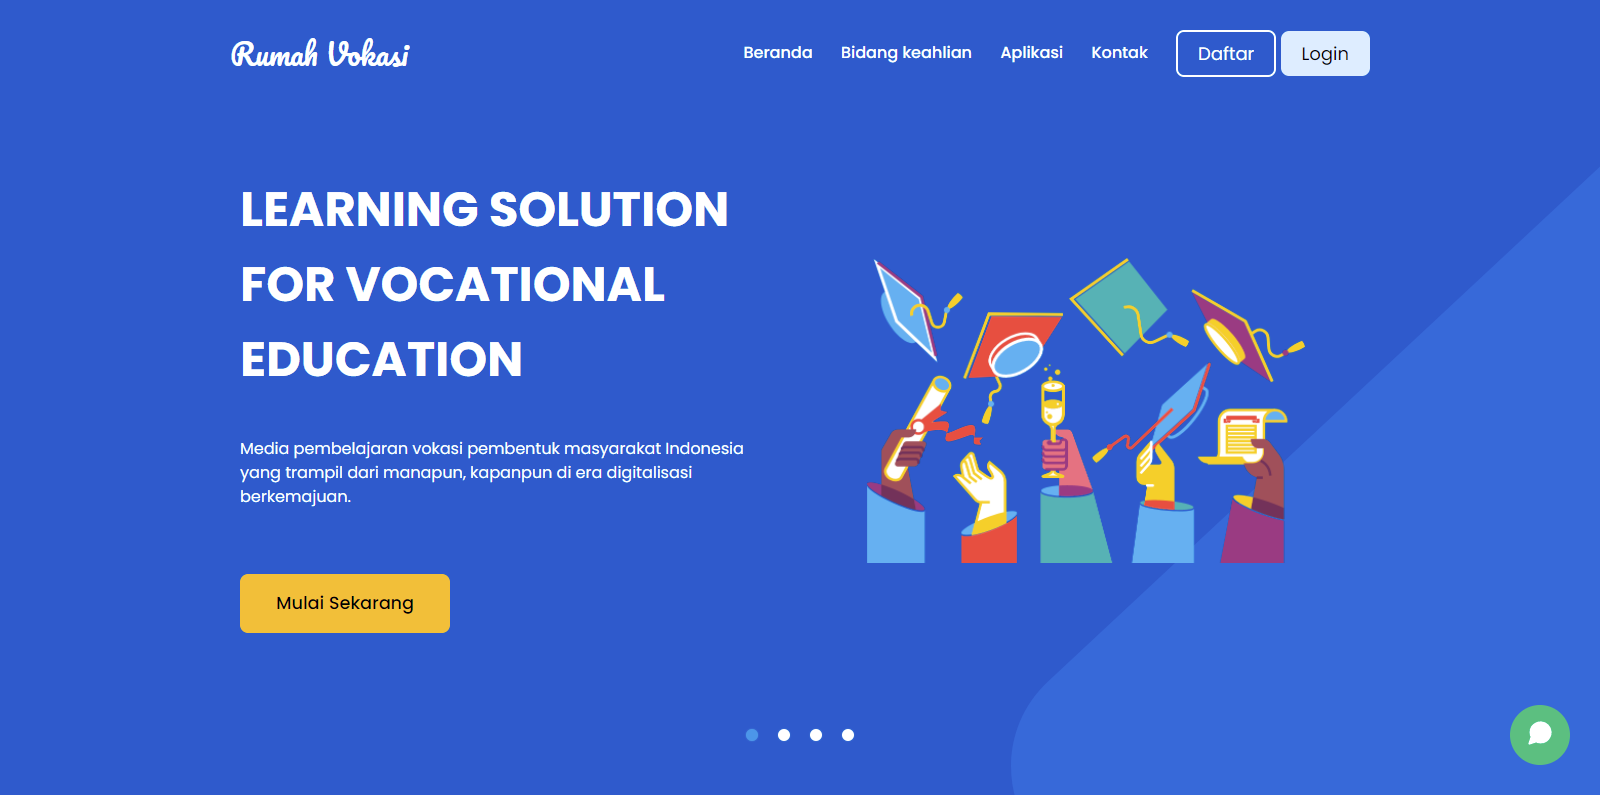 Rumah Vokasi
Beranda
Bidang keahlian
Aplikasi
Kontak
Daftar
Login
LEARNING SOLUTION
FOR VOCATIONAL
EDUCATION
Media pembelajaran vokasi pembentuk masyarakat Indonesia
yang trampil dari manapun, kapanpun di era digitalisasi
berkemajuan.
Mulai Sekarang